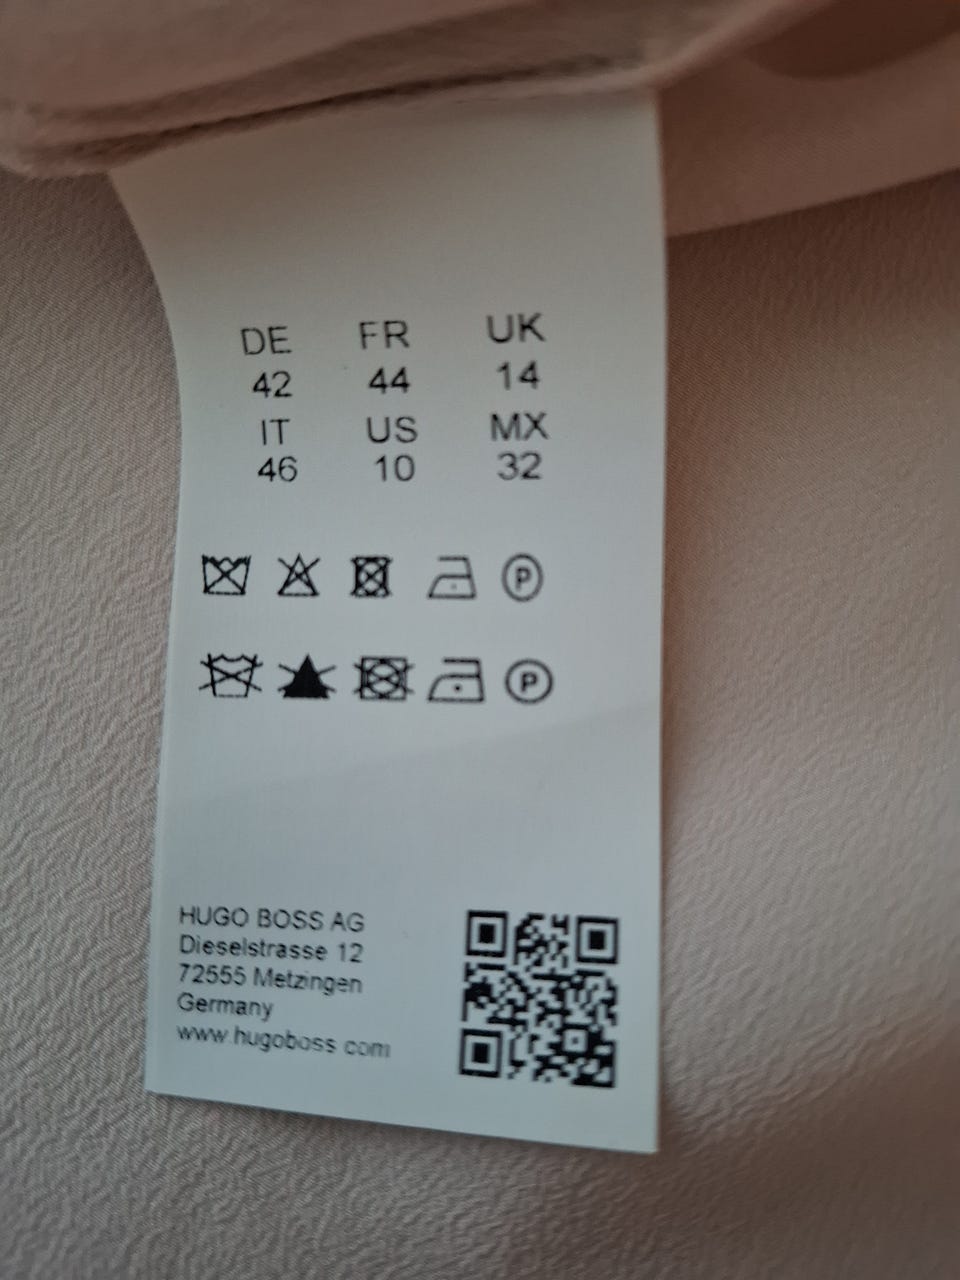 DE FR UK
42 44 14
IT US MX
46 10 32
P
P
HUGO BOSS AG
Dieselstrasse 12
72555 Metzingen
Germany
www.hugoboss.com